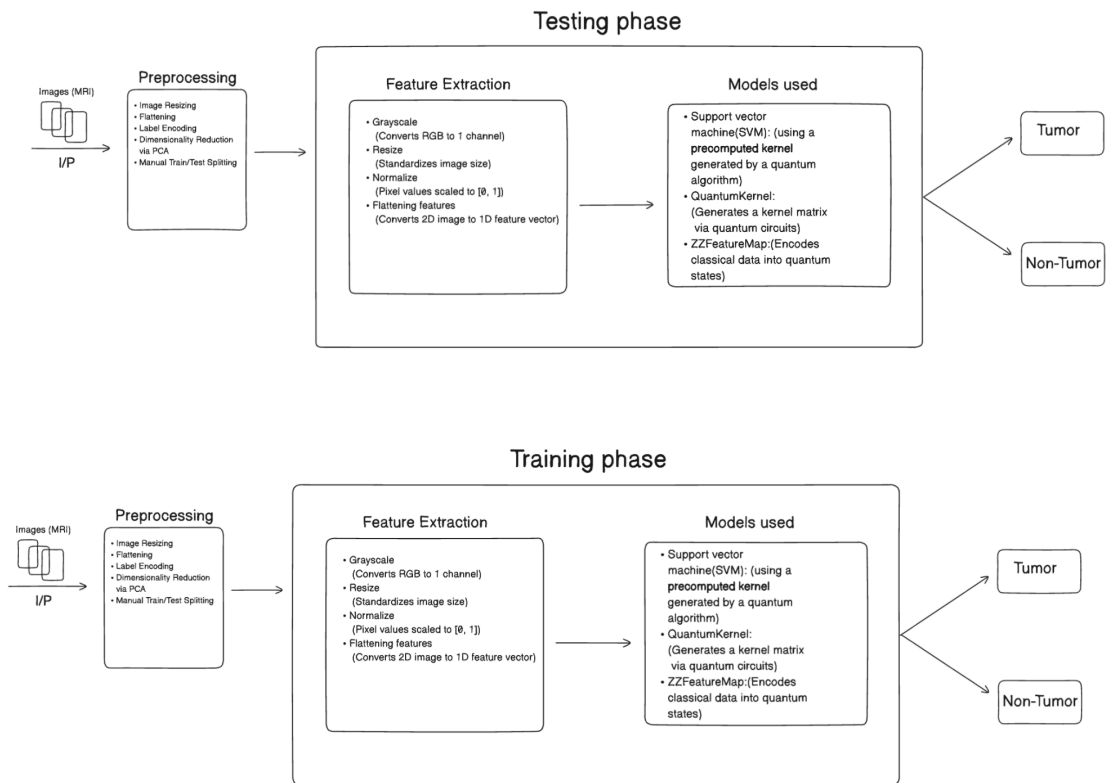 Testing phase
Images (MRI)
I/P
Preprocessing
• Image Resizing
• Flattening
• Label Encoding
• Dimensionality Reduction
via PCA
• Manual Train/Test Splitting
Feature Extraction
• Grayscale
(Converts RGB to 1 channel)
• Resize
(Standardizes image size)
• Normalize
(Pixel values scaled to [0, 1])
• Flattening features
(Converts 2D image to 1D feature vector)
Models used
• Support vector
machine(SVM): (using a
precomputed kernel
generated by a quantum
algorithm)
• QuantumKernel:
(Generates a kernel matrix
via quantum circuits)
• ZZFeatureMap:(Encodes
classical data into quantum
states)
Tumor
Non-Tumor
Training phase
Images (MRI)
I/P
Preprocessing
• Image Resizing
• Flattening
• Label Encoding
• Dimensionality Reduction
via PCA
• Manual Train/Test Splitting
Feature Extraction
• Grayscale
(Converts RGB to 1 channel)
• Resize
(Standardizes image size)
• Normalize
(Pixel values scaled to [0, 1])
• Flattening features
(Converts 2D image to 1D feature vector)
Models used
• Support vector
machine(SVM): (using a
precomputed kernel
generated by a quantum
algorithm)
• QuantumKernel:
(Generates a kernel matrix
via quantum circuits)
• ZZFeatureMap:(Encodes
classical data into quantum
states)
Tumor
Non-Tumor